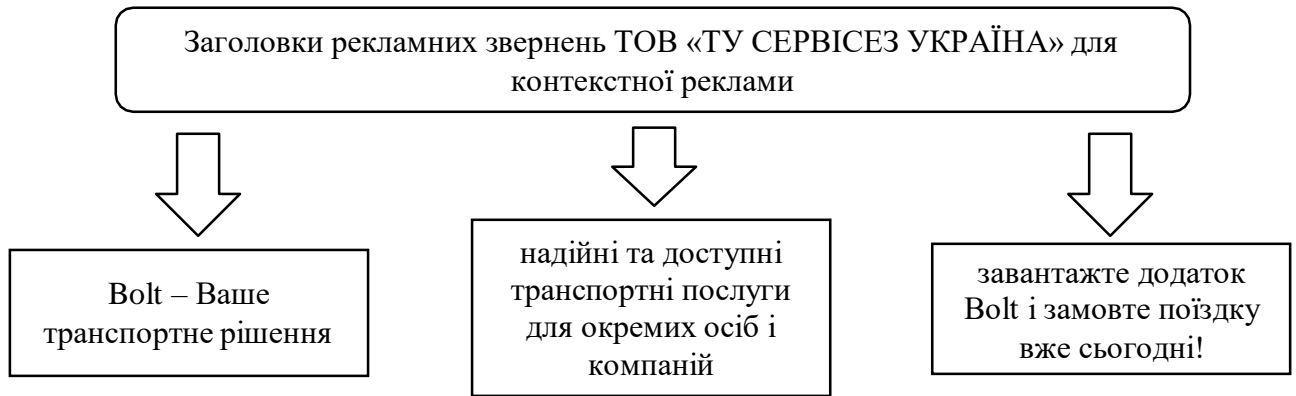 Заголовки рекламних звернень ТОВ «ТУ СЕРВІСЕЗ УКРАЇНА» для
контекстної реклами
Bolt – Ваше
транспортне рішення
надійні та доступні
транспортні послуги
для окремих осіб і
компаній
завантажте додаток
Bolt і замовте поїздку
вже сьогодні!